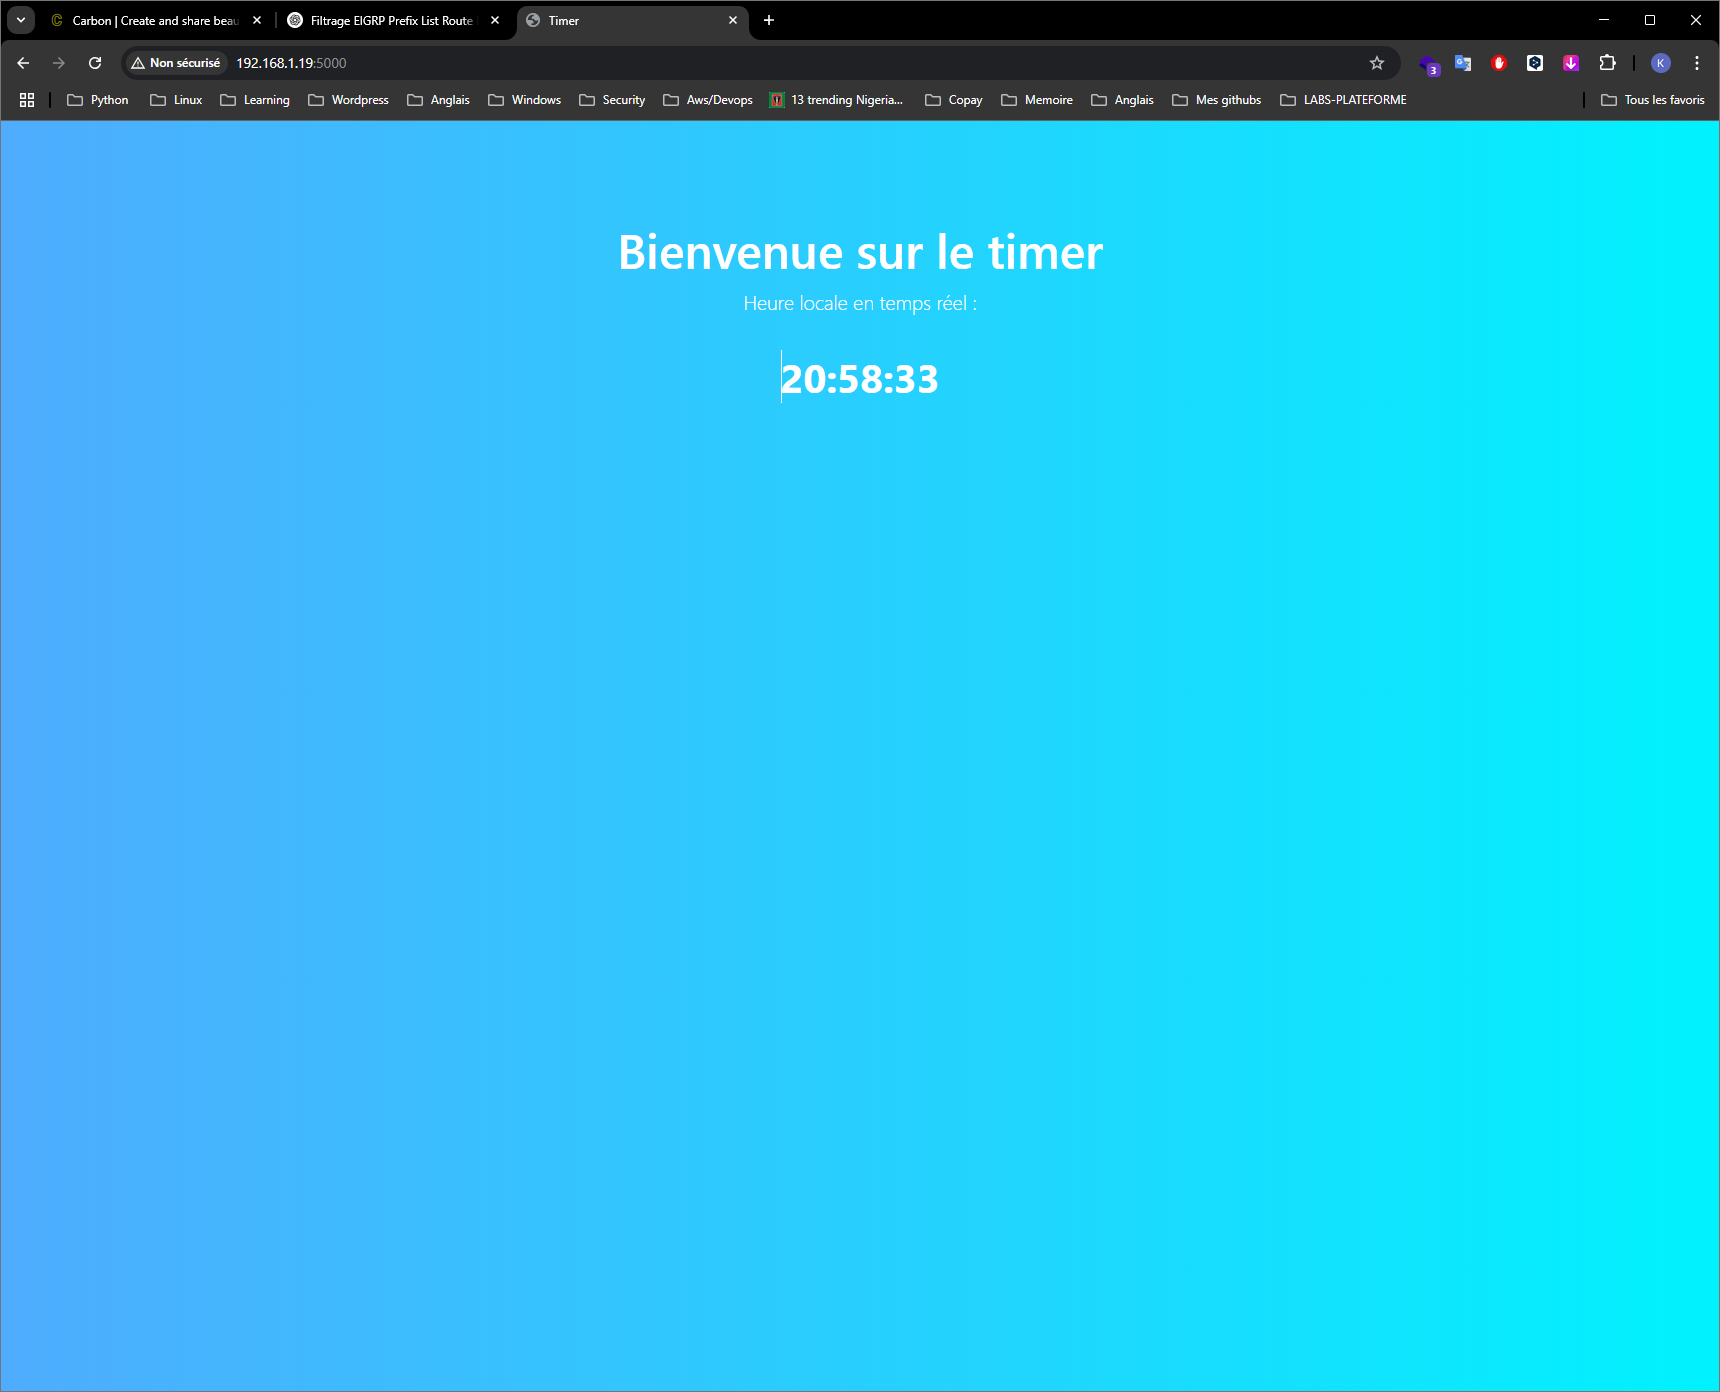 Carbon | Create and share beau
Filtrage EIGRP Prefix List Route
Timer
Non sécurisé
192.168.1.19:5000
3
K
Python
Linux
Learning
Wordpress
Anglais
Windows
Security
Aws/Devops
13 trending Nigeria...
Copay
Memoire
Anglais
Mes githubs
LABS-PLATEFORME
Tous les favoris
Bienvenue sur le timer
Heure locale en temps réel :
20:58:33